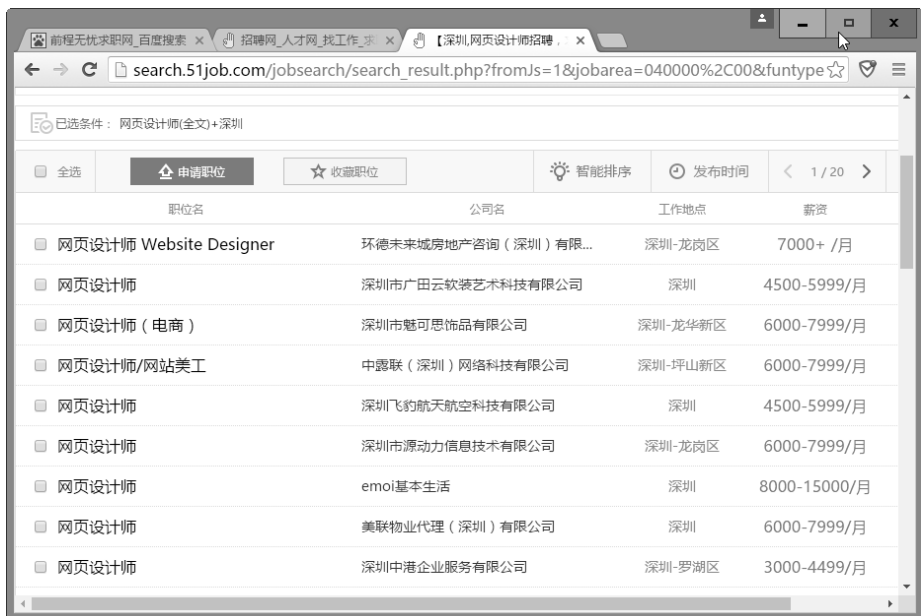 前程无忧求职网_百度搜索
招聘网_人才网_找工作_求
【深圳,网页设计师招聘，
search.51job.com/jobsearch/search_result.php?fromJs=1&jobarea=040000%2C00&funtype
已选条件： 网页设计师(全文)+深圳
全选 申请职位 收藏职位 智能排序 发布时间 1 / 20
职位名 公司名 工作地点 薪资
网页设计师 Website Designer 环德未来城房地产咨询（深圳）有限... 深圳-龙岗区 7000+ /月
网页设计师 深圳市广田云软装艺术科技有限公司 深圳 4500-5999/月
网页设计师（电商） 深圳市魅可思饰品有限公司 深圳-龙华新区 6000-7999/月
网页设计师/网站美工 中露联（深圳）网络科技有限公司 深圳-坪山新区 6000-7999/月
网页设计师 深圳飞豹航天航空科技有限公司 深圳 4500-5999/月
网页设计师 深圳市源动力信息技术有限公司 深圳-龙岗区 6000-7999/月
网页设计师 emoi基本生活 深圳 8000-15000/月
网页设计师 美联物业代理（深圳）有限公司 深圳 6000-7999/月
网页设计师 深圳中港企业服务有限公司 深圳-罗湖区 3000-4499/月